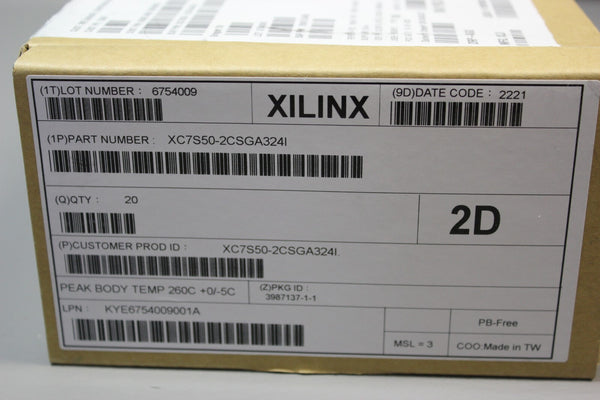 (1T)LOT NUMBER : 6754009
XILINX
(9D)DATE CODE : 2221
(1P)PART NUMBER : XC7S50-2CSGA324I
(Q)QTY : 20
2D
(P)CUSTOMER PROD ID : XC7S50-2CSGA324I.
PEAK BODY TEMP 260C +0/-5C
(Z)PKG ID :
3987137-1-1
LPN : KYE6754009001A
PB-Free
MSL = 3
COO:Made in TW